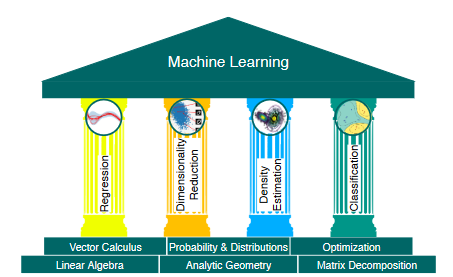 Machine Learning
Regression
Dimensionality
Reduction
Density
Estimation
Classification
Vector Calculus
Probability & Distributions
Optimization
Linear Algebra
Analytic Geometry
Matrix Decomposition